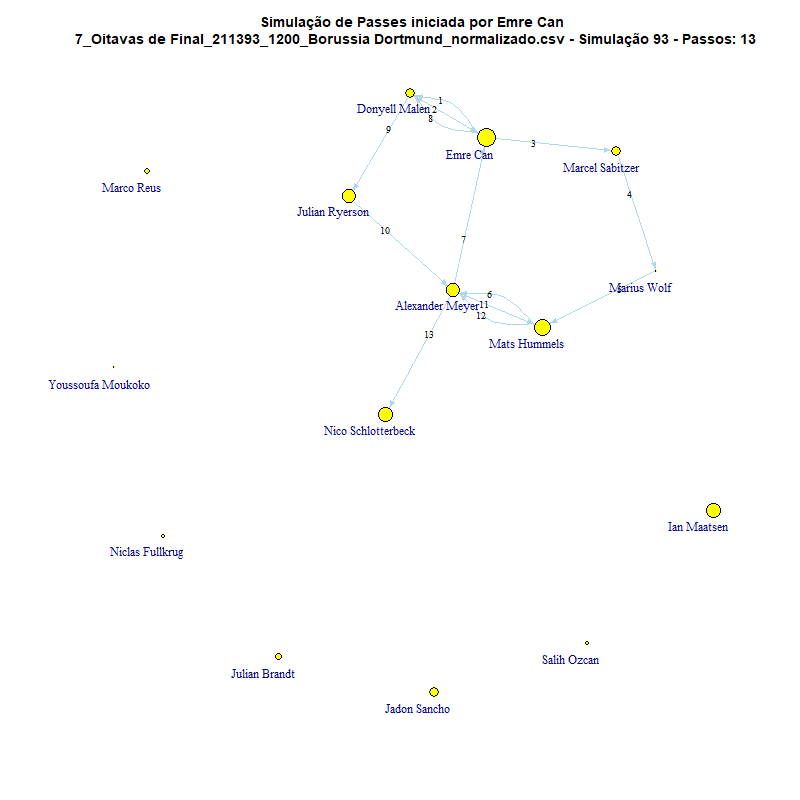 Simulação de Passes iniciada por Emre Can
7_Oitavas de Final_211393_1200_Borussia Dortmund_normalizado.csv - Simulação 93 - Passos: 13
1
Donyell Malen
2
8
9
3
Emre Can
Marcel Sabitzer
Marco Reus
4
Julian Ryerson
10
7
Marius Wolf
5
6
Alexander Meyer
11
12
13
Mats Hummels
Youssoufa Moukoko
Nico Schlotterbeck
Ian Maatsen
Niclas Fullkrug
Salih Ozcan
Julian Brandt
Jadon Sancho